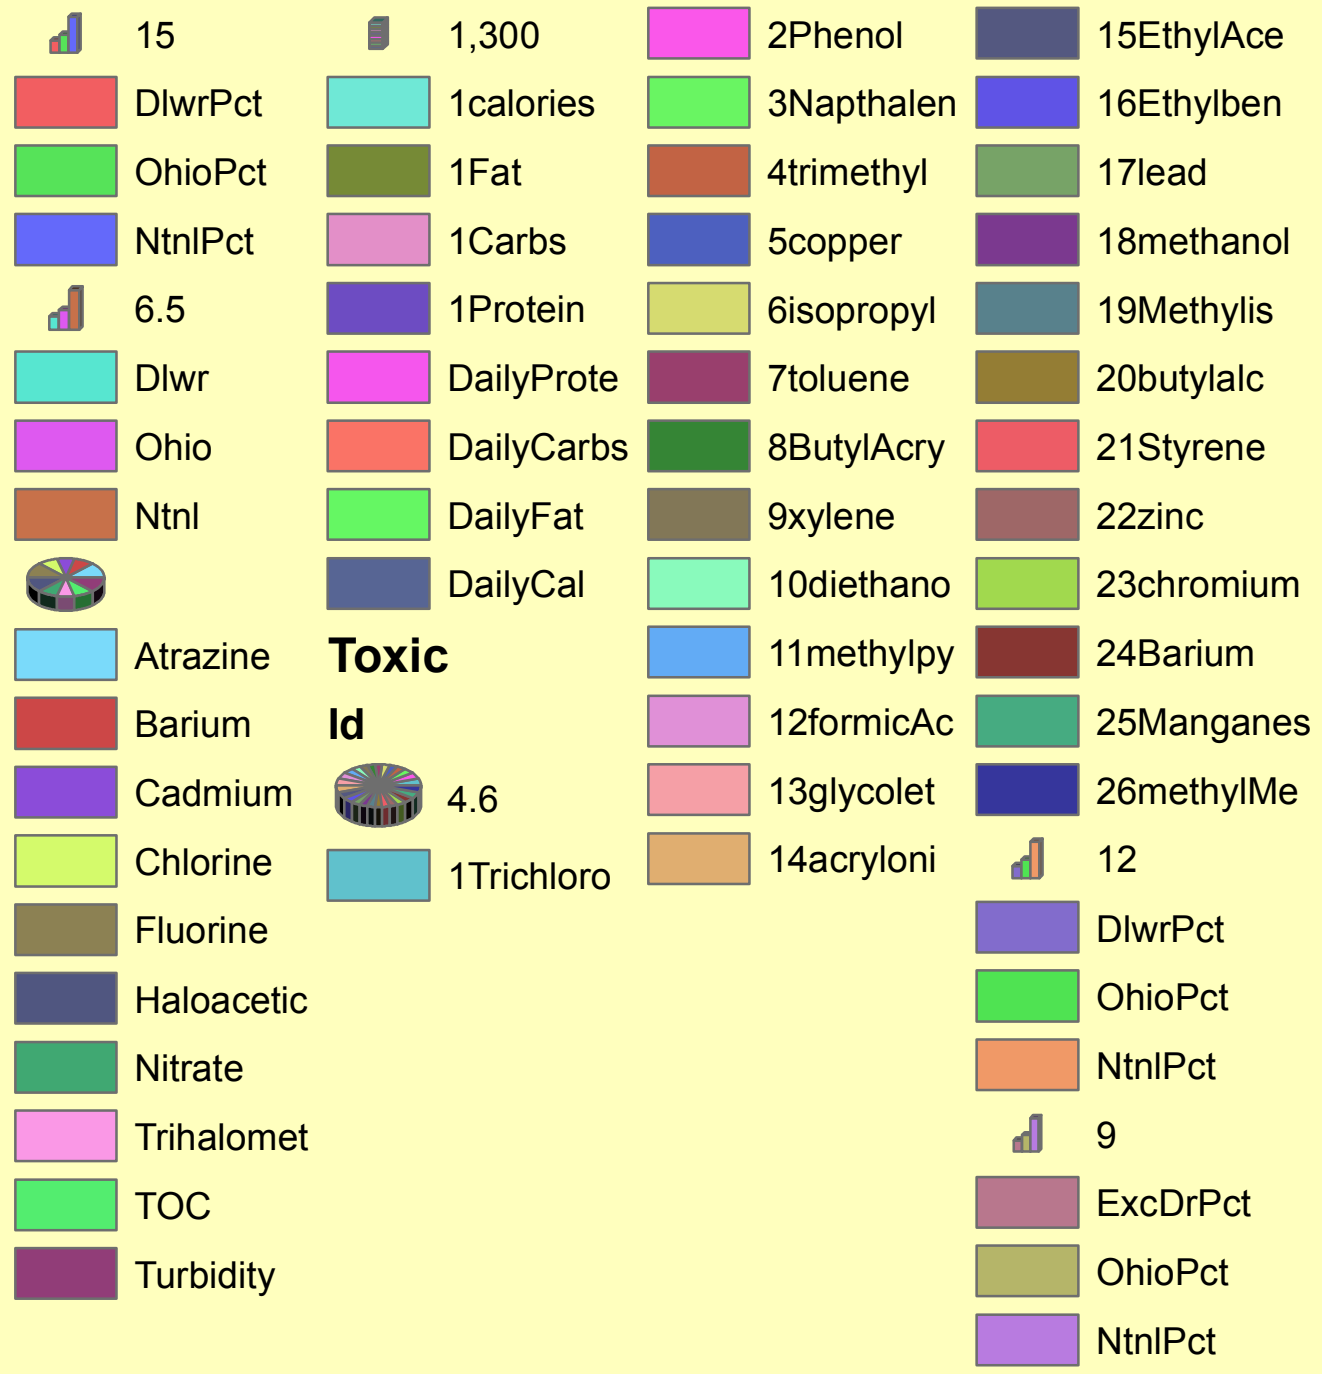 15
DlwrPct
OhioPct
NtnlPct
6.5
Dlwr
Ohio
Ntnl
Atrazine
Barium
Cadmium
Chlorine
Fluorine
Haloacetic
Nitrate
Trihalomet
TOC
Turbidity
1,300
1calories
1Fat
1Carbs
1Protein
DailyProte
DailyCarbs
DailyFat
DailyCal
Toxic
Id
4.6
1Trichloro
2Phenol
3Napthalen
4trimethyl
5copper
6isopropyl
7toluene
8ButylAcry
9xylene
10diethano
11methylpy
12formicAc
13glycolet
14acryloni
15EthylAce
16Ethylben
17lead
18methanol
19Methylis
20butylalc
21Styrene
22zinc
23chromium
24Barium
25Manganes
26methylMe
12
DlwrPct
OhioPct
NtnlPct
9
ExcDrPct
OhioPct
NtnlPct